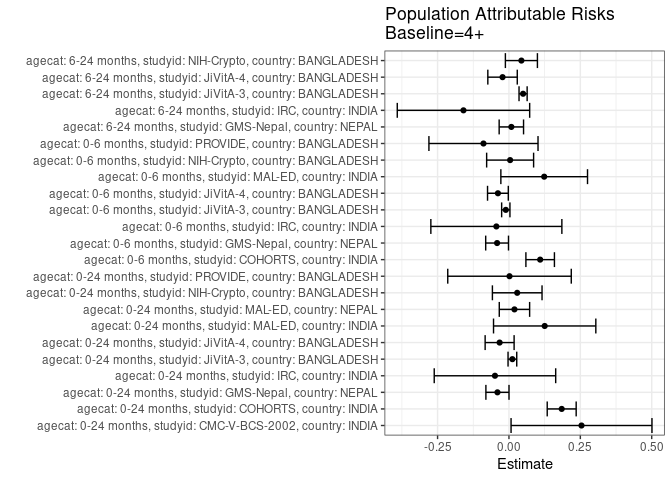 Population Attributable Risks
Baseline=4+
agecat: 6-24 months, studyid: NIH-Crypto, country: BANGLADESH
agecat: 6-24 months, studyid: JiVitA-4, country: BANGLADESH
agecat: 6-24 months, studyid: JiVitA-3, country: BANGLADESH
agecat: 6-24 months, studyid: IRC, country: INDIA
agecat: 6-24 months, studyid: GMS-Nepal, country: NEPAL
agecat: 0-6 months, studyid: PROVIDE, country: BANGLADESH
agecat: 0-6 months, studyid: NIH-Crypto, country: BANGLADESH
agecat: 0-6 months, studyid: MAL-ED, country: INDIA
agecat: 0-6 months, studyid: JiVitA-4, country: BANGLADESH
agecat: 0-6 months, studyid: JiVitA-3, country: BANGLADESH
agecat: 0-6 months, studyid: IRC, country: INDIA
agecat: 0-6 months, studyid: GMS-Nepal, country: NEPAL
agecat: 0-6 months, studyid: COHORTS, country: INDIA
agecat: 0-24 months, studyid: PROVIDE, country: BANGLADESH
agecat: 0-24 months, studyid: NIH-Crypto, country: BANGLADESH
agecat: 0-24 months, studyid: MAL-ED, country: NEPAL
agecat: 0-24 months, studyid: MAL-ED, country: INDIA
agecat: 0-24 months, studyid: JiVitA-4, country: BANGLADESH
agecat: 0-24 months, studyid: JiVitA-3, country: BANGLADESH
agecat: 0-24 months, studyid: IRC, country: INDIA
agecat: 0-24 months, studyid: GMS-Nepal, country: NEPAL
agecat: 0-24 months, studyid: COHORTS, country: INDIA
agecat: 0-24 months, studyid: CMC-V-BCS-2002, country: INDIA
-0.25 0.00 0.25 0.50
Estimate